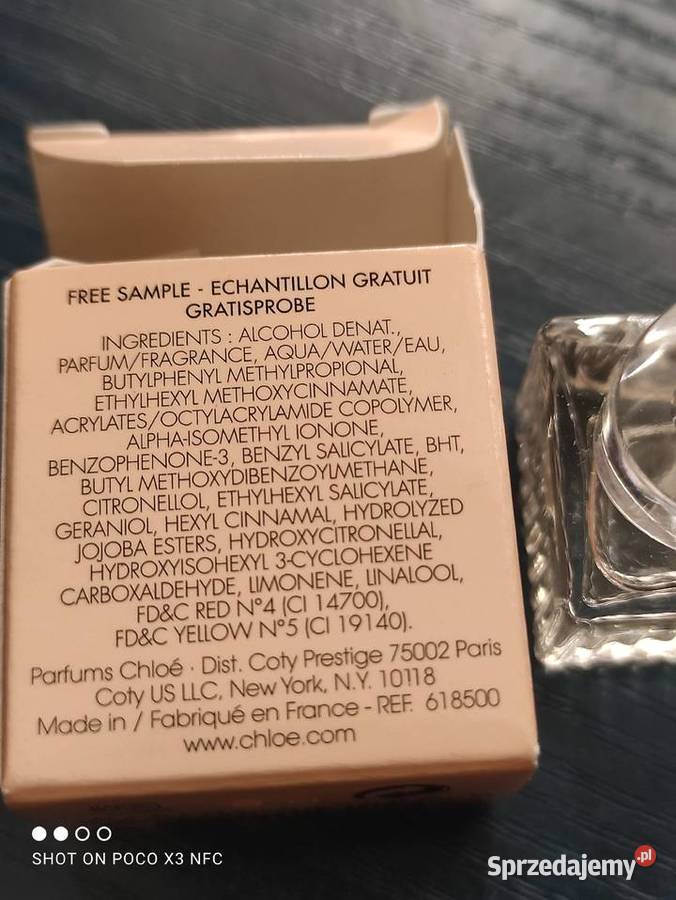 FREE SAMPLE - ECHANTILLON GRATUIT
GRATISPROBE
INGREDIENTS : ALCOHOL DENAT.,
PARFUM/FRAGRANCE, AQUA/WATER/EAU,
BUTYLPHENYL METHYLPROPIONAL,
ETHYLHEXYL METHOXYCINNAMATE,
ACRYLATES/OCTYLACRYLAMIDE COPOLYMER,
ALPHA-ISOMETHYL IONONE,
BENZOPHENONE-3, BENZYL SALICYLATE, BHT,
BUTYL METHOXYDIBENZOYLMETHANE,
CITRONELLOL, ETHYLHEXYL SALICYLATE,
GERANIOL, HEXYL CINNAMAL, HYDROLYZED
JOJOBA ESTERS, HYDROXYCITRONELLAL,
HYDROXYISOHEXYL 3-CYCLOHEXENE
CARBOXALDEHYDE, LIMONENE, LINALOOL,
FD&C RED N°4 (CI 14700),
FD&C YELLOW N°5 (CI 19140).
Parfums Chloé · Dist. Coty Prestige 75002 Paris
Coty US LLC, New York, N.Y. 10118
Made in / Fabriqué en France - REF. 618500
www.chloe.com
SHOT ON POCO X3 NFC
Sprzedajemy.pl